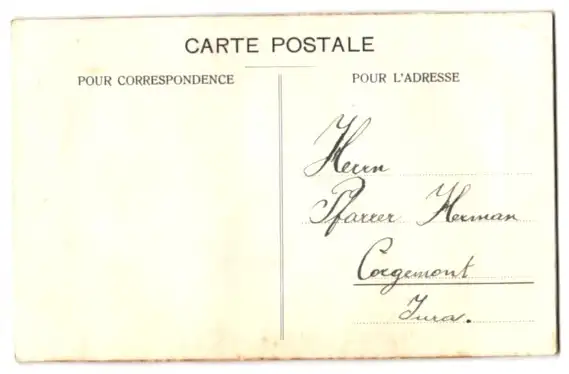 CARTE POSTALE
POUR CORRESPONDENCE
POUR L'ADRESSE
Herrn
Pfarrer Herman
Corgemont
Jura.